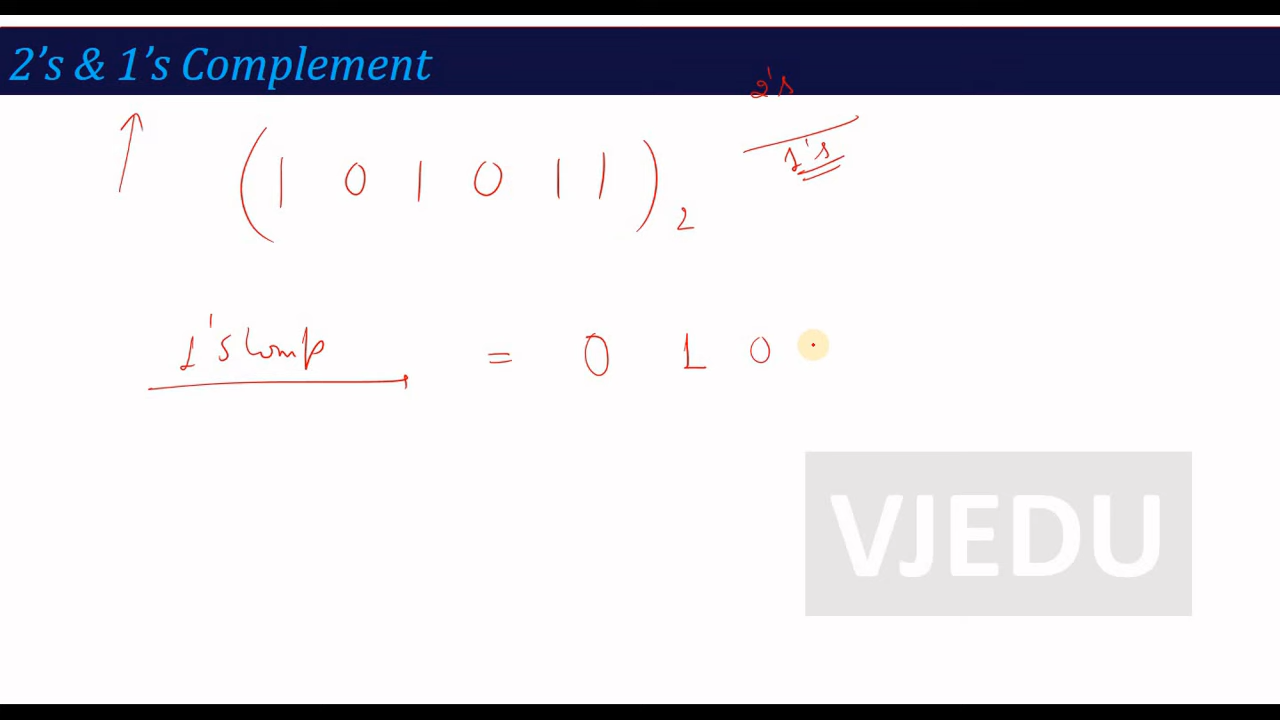 2's & 1's Complement
2's
1's
(1 0 1 0 1 1)2
1's comp = 0 1 0
VJEDU